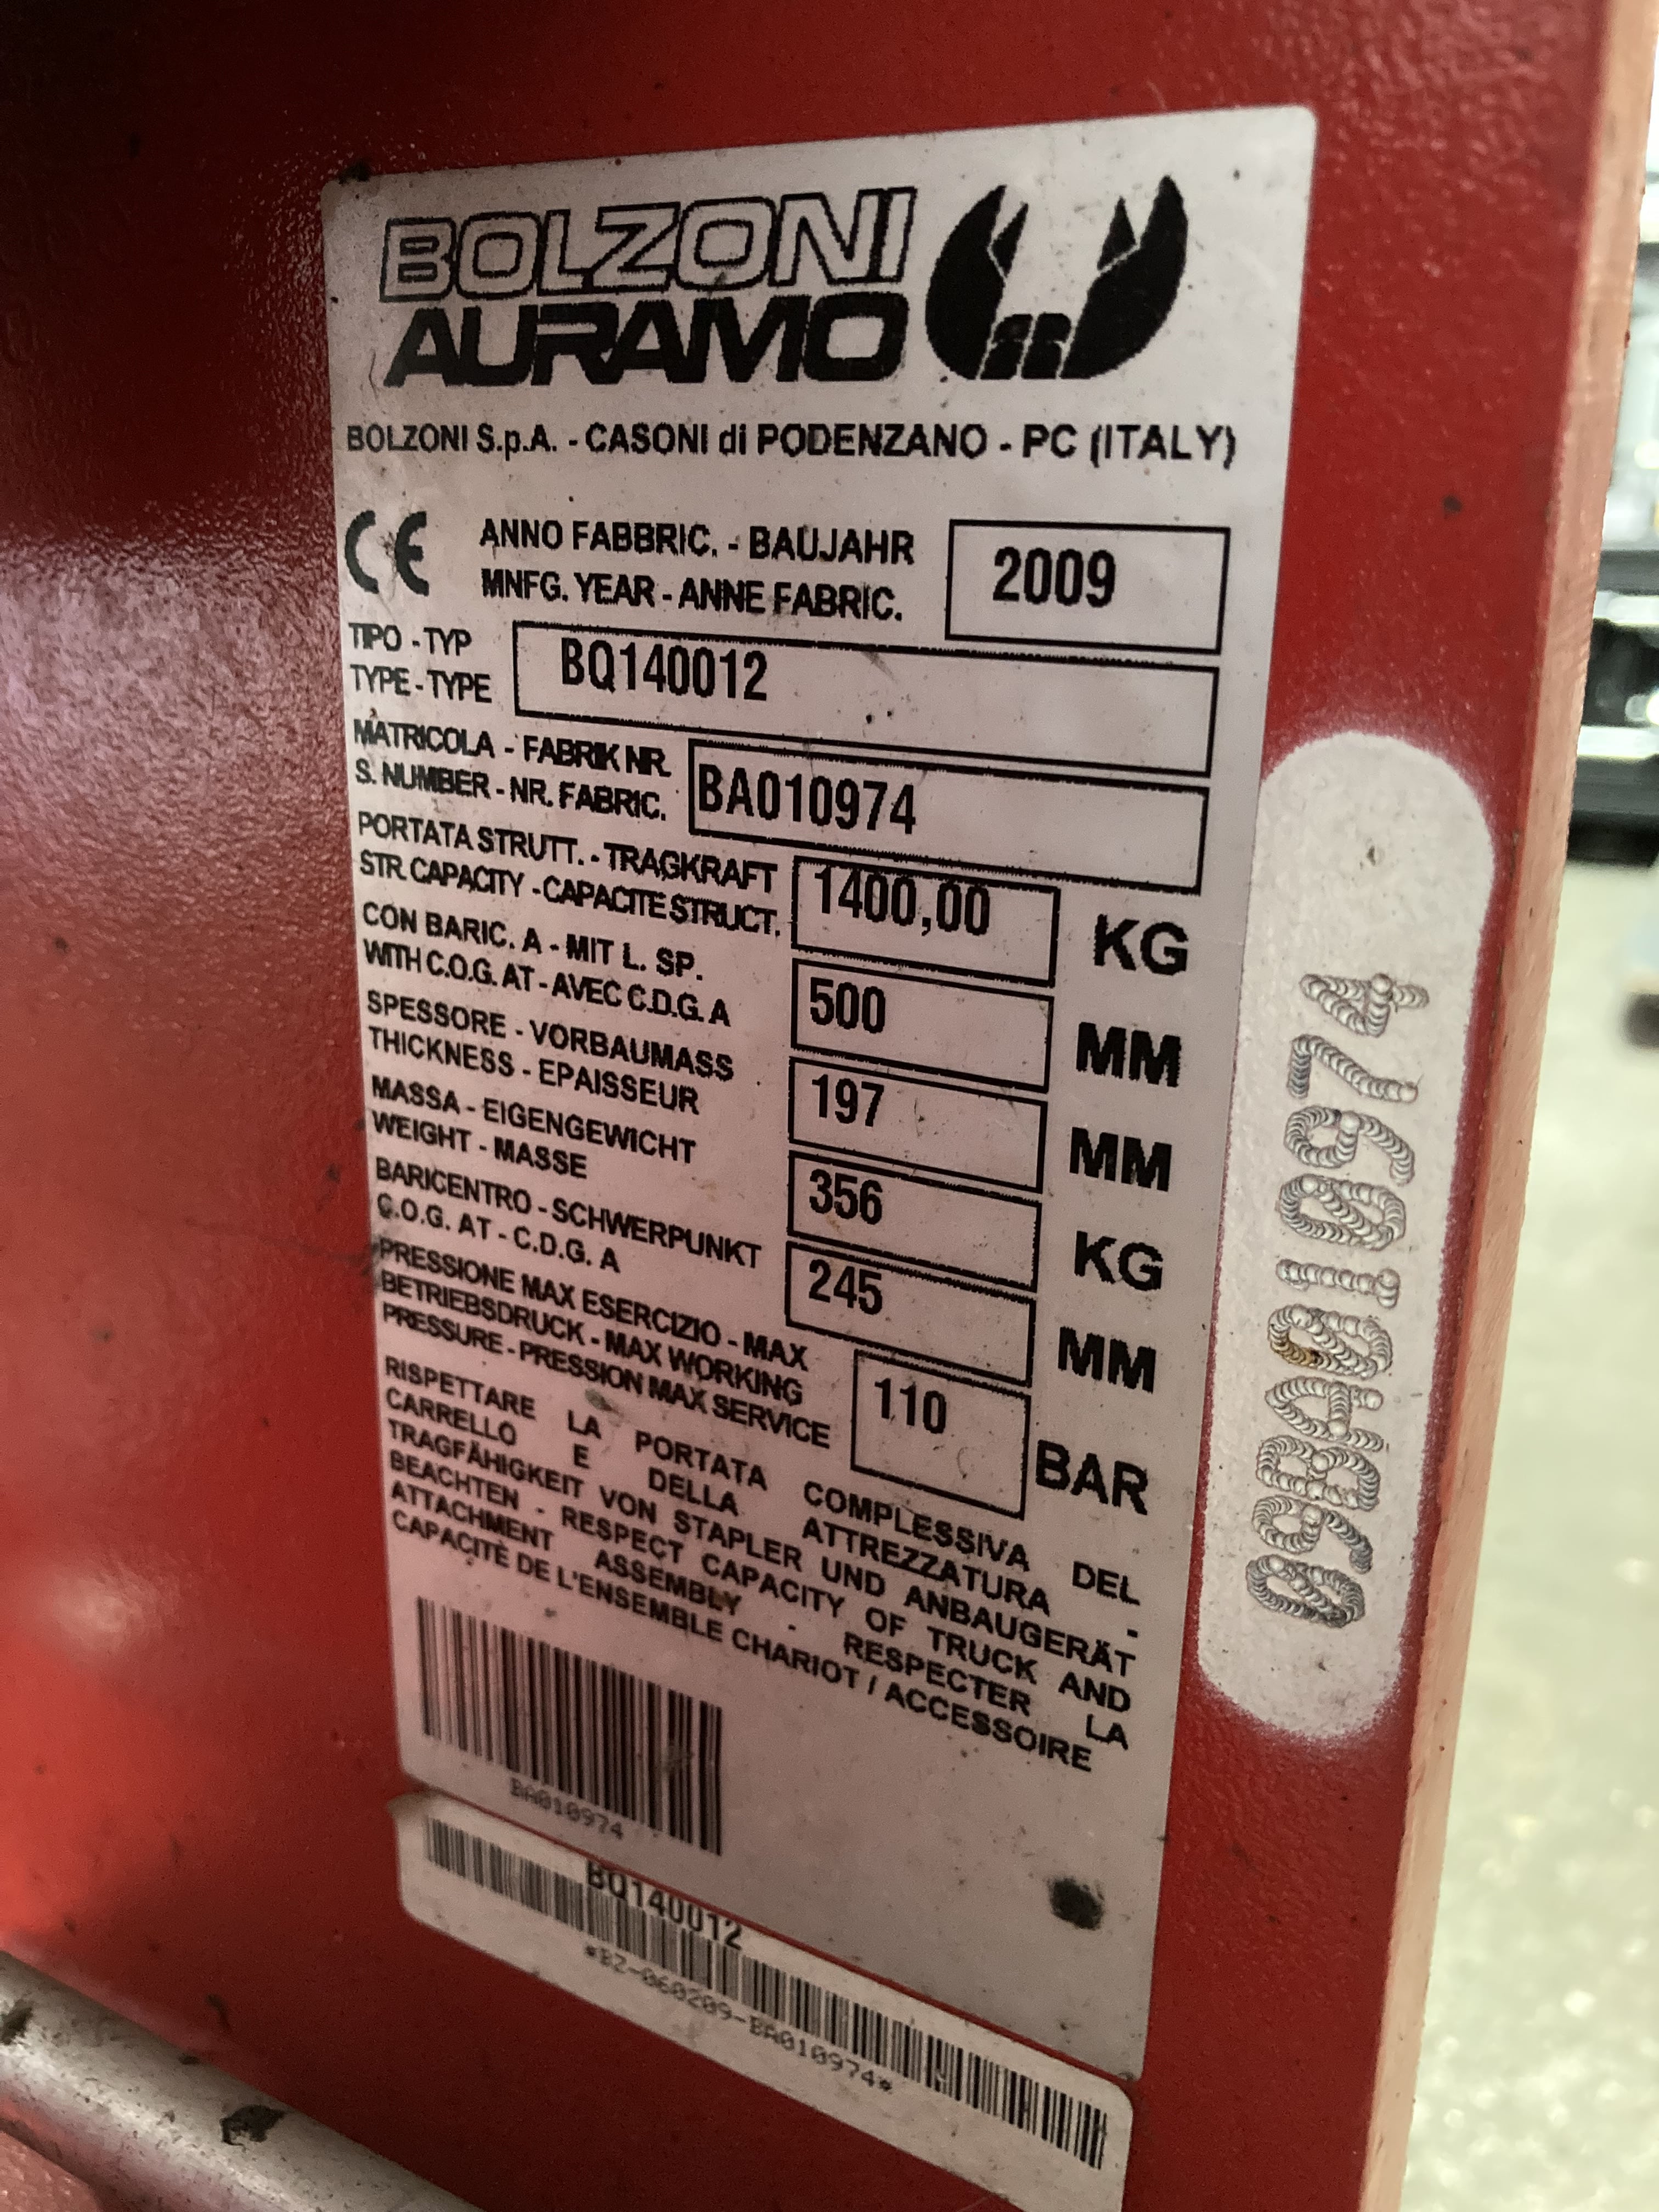 BOLZONI
AURAMO
BOLZONI S.p.A. - CASONI di PODENZANO - PC (ITALY)
CE
ANNO FABBRIC. - BAUJAHR
MNFG. YEAR - ANNE FABRIC.
2009
TIPO - TYP
TYPE - TYPE
BQ140012
MATRICOLA - FABRIK NR.
S. NUMBER - NR. FABRIC.
BA010974
PORTATA STRUTT. - TRAGKRAFT
STR. CAPACITY - CAPACITE STRUCT.
1400,00 KG
CON BARIC. A - MIT L. SP.
WITH C.O.G. AT - AVEC C.D.G. A
500 MM
SPESSORE - VORBAUMASS
THICKNESS - EPAISSEUR
197 MM
MASSA - EIGENGEWICHT
WEIGHT - MASSE
356 KG
BARICENTRO - SCHWERPUNKT
C.O.G. AT - C.D.G. A
245 MM
PRESSIONE MAX ESERCIZIO - MAX
BETRIEBSDRUCK - MAX WORKING
PRESSURE - PRESSION MAX SERVICE
110 BAR
RISPETTARE LA PORTATA COMPLESSIVA DEL
CARRELLO E DELLA ATTREZZATURA -
TRAGFÄHIGKEIT VON STAPLER UND ANBAUGERÄT
BEACHTEN - RESPECT CAPACITY OF TRUCK AND
ATTACHMENT ASSEMBLY - RESPECTER LA
CAPACITÈ DE L'ENSEMBLE CHARIOT / ACCESSOIRE
BA010974
BQ140012
*BZ-060209-BA010974*
09BA010974